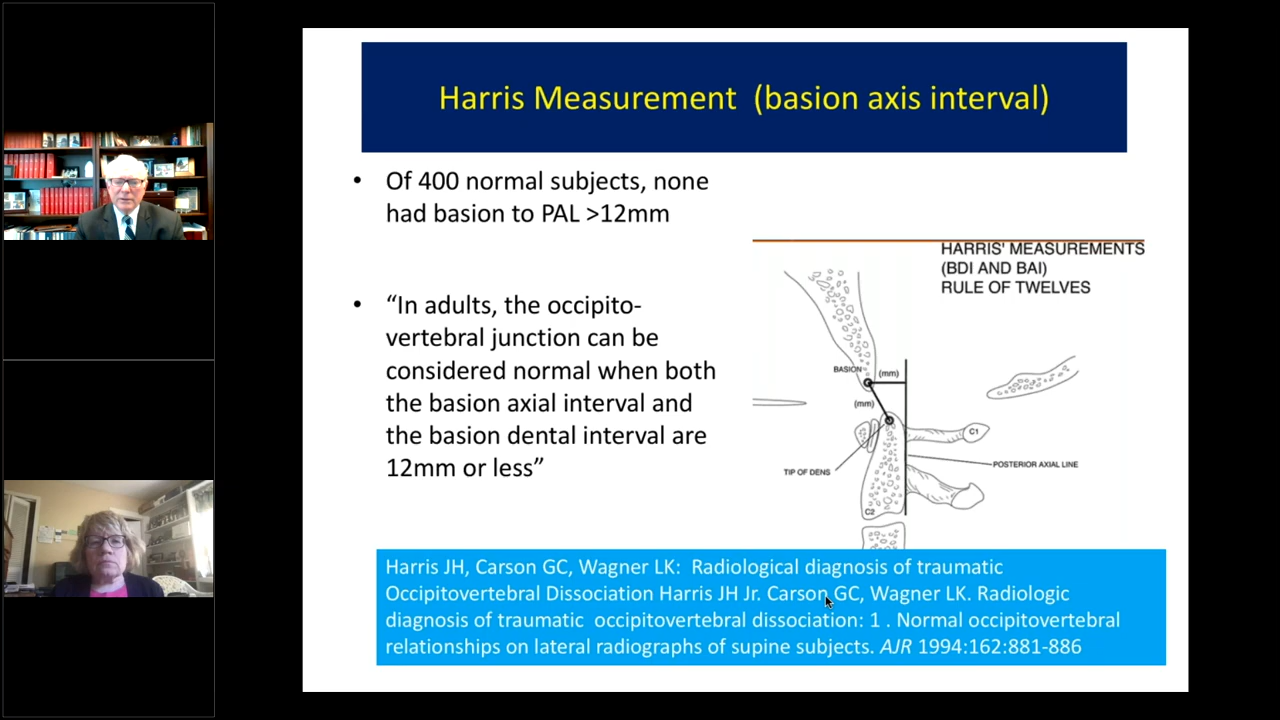 Harris Measurement (basion axis interval)
• Of 400 normal subjects, none
had basion to PAL >12mm
• “In adults, the occipito-
vertebral junction can be
considered normal when both
the basion axial interval and
the basion dental interval are
12mm or less”
HARRIS' MEASUREMENTS
(BDI AND BAI)
RULE OF TWELVES
BASION
(mm)
(mm)
C1
TIP OF DENS
POSTERIOR AXIAL LINE
C2
Harris JH, Carson GC, Wagner LK: Radiological diagnosis of traumatic
Occipitovertebral Dissociation Harris JH Jr. Carson GC, Wagner LK. Radiologic
diagnosis of traumatic occipitovertebral dissociation: 1 . Normal occipitovertebral
relationships on lateral radiographs of supine subjects. AJR 1994:162:881-886